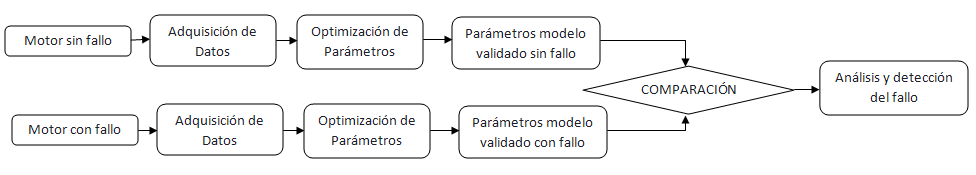 Motor sin fallo
Adquisición de
Datos
Optimización de
Parámetros
Parámetros modelo
validado sin fallo
COMPARACIÓN
Análisis y detección
del fallo
Motor con fallo
Adquisición de
Datos
Optimización de
Parámetros
Parámetros modelo
validado con fallo